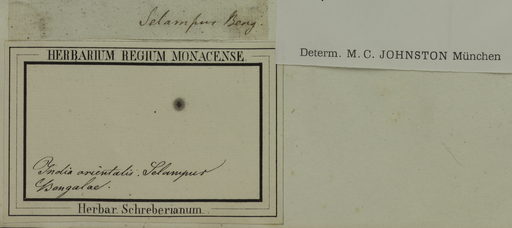 Selampur Beng.
HERBARIUM REGIUM MONACENSE.
Determ. M. C. JOHNSTON München
India orientalis. Selampur
Bengalae.
Herbar. Schreberianum.